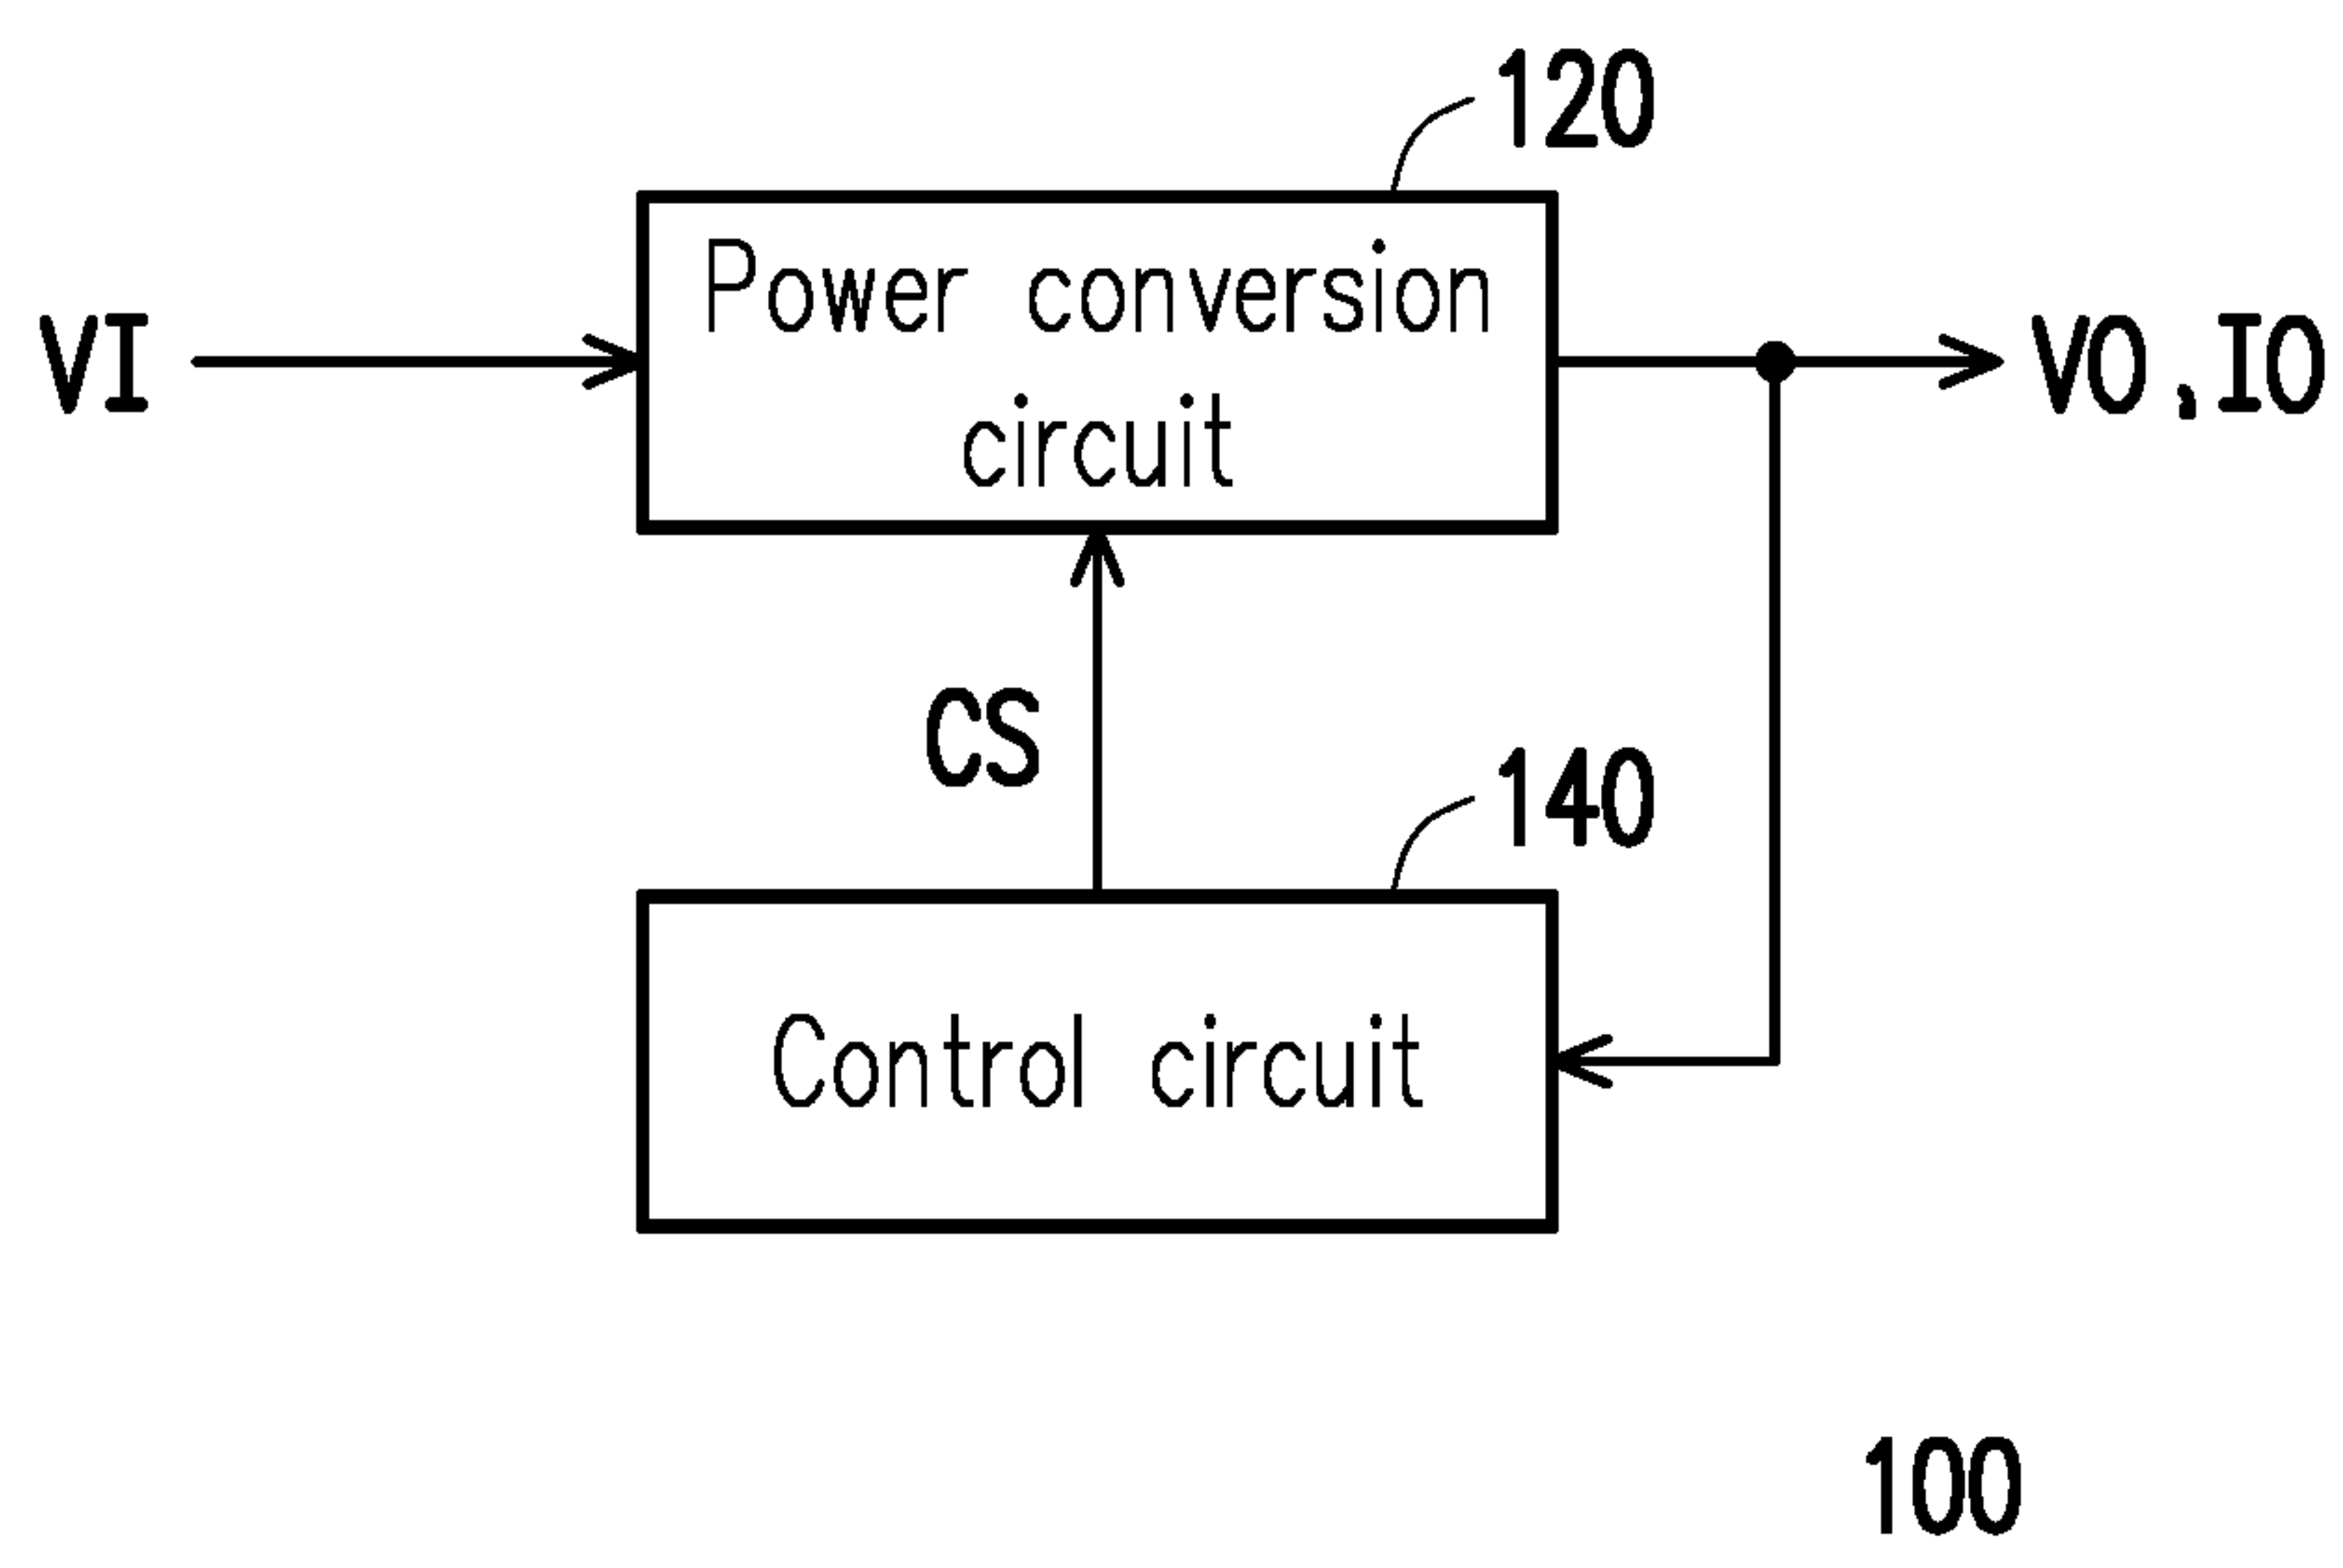 120
Power conversion
circuit
VI
VO,IO
CS
140
Control circuit
100